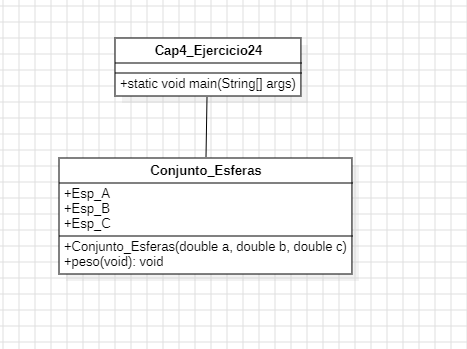 Cap4_Ejercicio24
+static void main(String[] args)
Conjunto_Esferas
+Esp_A
+Esp_B
+Esp_C
+Conjunto_Esferas(double a, double b, double c)
+peso(void): void